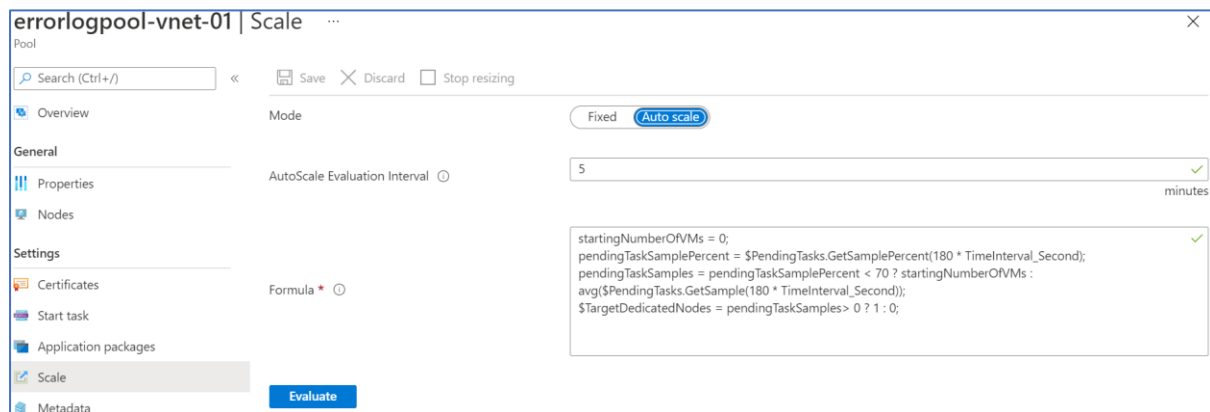 errorlogpool-vnet-01 | Scale ...
Pool
Search (Ctrl+/)
«
Overview
General
Properties
Nodes
Settings
Certificates
Start task
Application packages
Scale
Metadata
Save Discard Stop resizing
Mode
Fixed Auto scale
AutoScale Evaluation Interval
5
minutes
Formula *
startingNumberOfVMs = 0;
pendingTaskSamplePercent = $PendingTasks.GetSamplePercent(180 * TimeInterval_Second);
pendingTaskSamples = pendingTaskSamplePercent < 70 ? startingNumberOfVMs :
avg($PendingTasks.GetSample(180 * TimeInterval_Second));
$TargetDedicatedNodes = pendingTaskSamples> 0 ? 1 : 0;
Evaluate